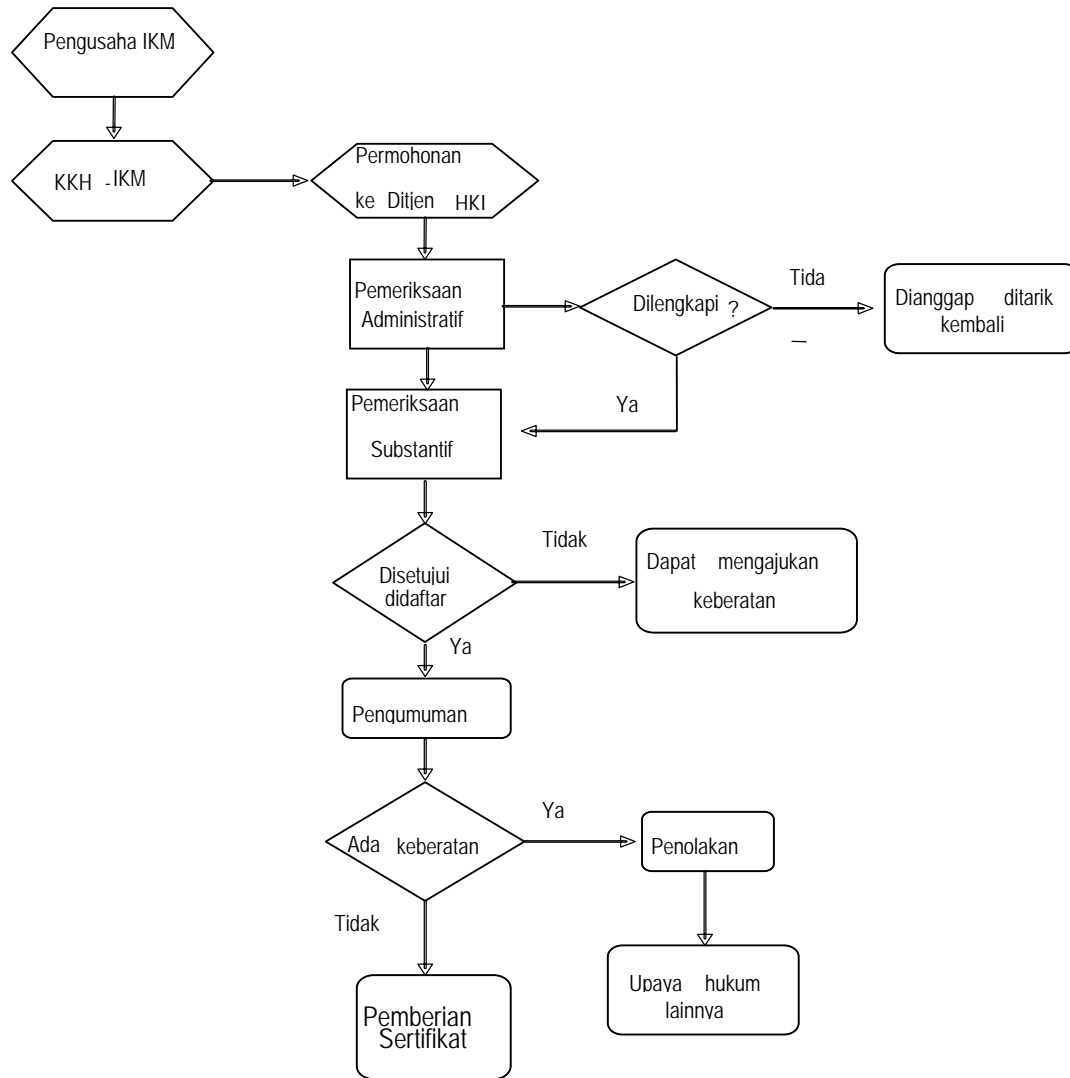 Pengusaha IKM
KKH - IKM
Permohonan
ke Ditjen HKI
Pemeriksaan
Administratif
Dilengkapi ?
Tida
Dianggap ditarik
kembali
Pemeriksaan
Substantif
Ya
Disetujui
didaftar
Tidak
Dapat mengajukan
keberatan
Ya
Pengumuman
Ada keberatan
Ya
Penolakan
Tidak
Upaya hukum
lainnya
Pemberian
Sertifikat